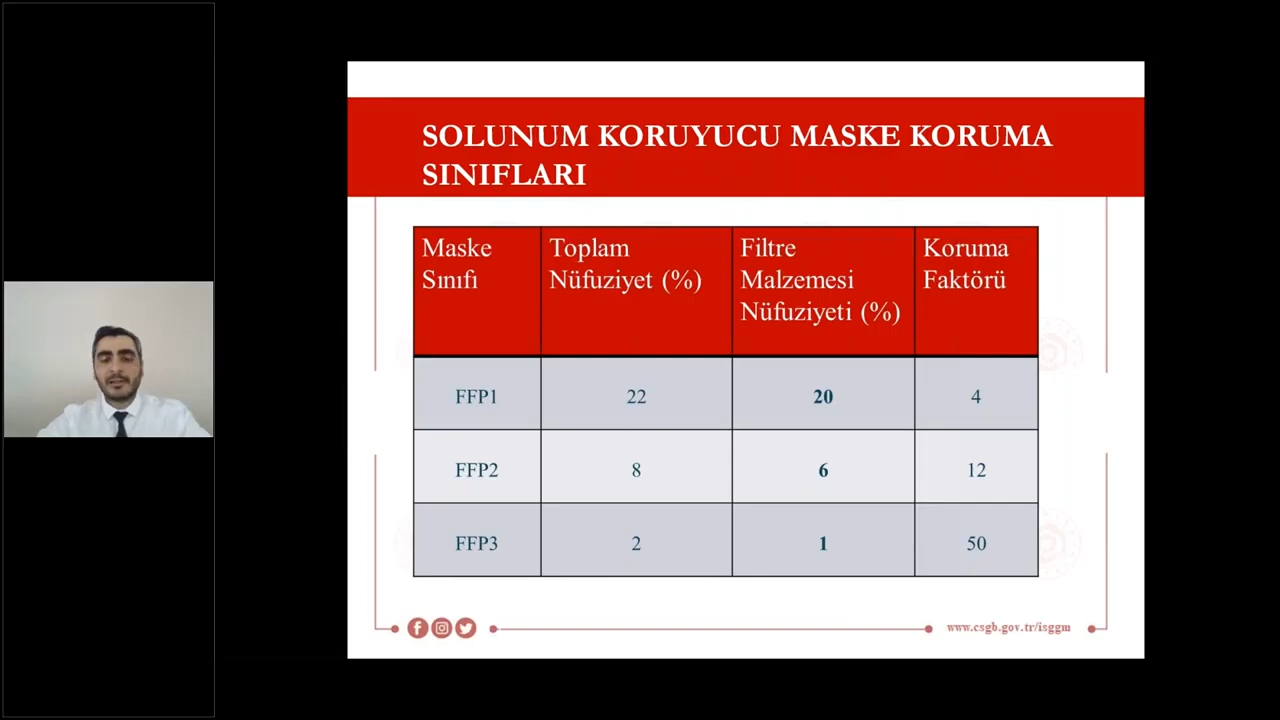 SOLUNUM KORUYUCU MASKE KORUMA
SINIFLARI
Maske
Sınıfı
Toplam
Nüfuziyet (%)
Filtre
Malzemesi
Nüfuziyeti (%)
Koruma
Faktörü
FFP1 22 20 4
FFP2 8 6 12
FFP3 2 1 50
www.csgb.gov.tr/isggm